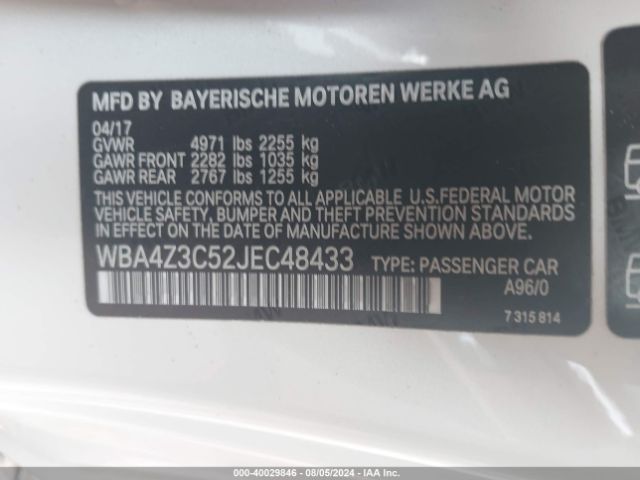 MFD BY BAYERISCHE MOTOREN WERKE AG
04/17
GVWR 4971 lbs 2255 kg
GAWR FRONT 2282 lbs 1035 kg
GAWR REAR 2767 lbs 1255 kg
THIS VEHICLE CONFORMS TO ALL APPLICABLE U.S.FEDERAL MOTOR
VEHICLE SAFETY, BUMPER AND THEFT PREVENTION STANDARDS
IN EFFECT ON THE DATE OF MANUFACTURE SHOWN ABOVE.
WBA4Z3C52JEC48433 TYPE: PASSENGER CAR
A96/0
7 315 814
000-40029846 - 08/05/2024 - IAA Inc.